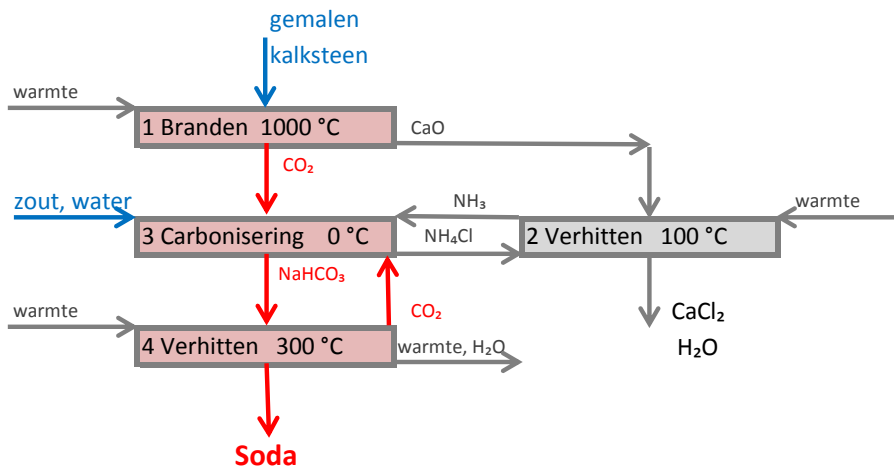 gemalen
kalksteen
warmte
1 Branden 1000 °C
CaO
CO₂
zout, water
NH₃
warmte
3 Carbonisering 0 °C
NH₄Cl
2 Verhitten 100 °C
NaHCO₃
CO₂
warmte
CaCl₂
4 Verhitten 300 °C
warmte, H₂O
H₂O
Soda